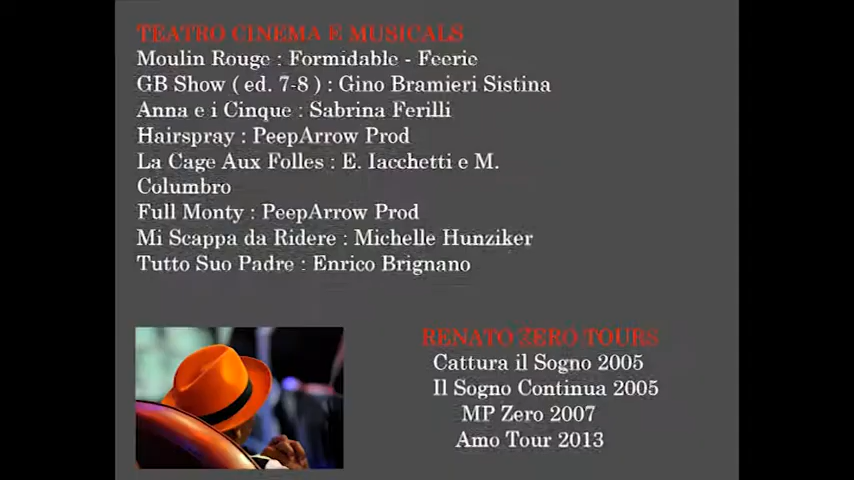 TEATRO CINEMA E MUSICALS
Moulin Rouge : Formidable - Feerie
GB Show ( ed. 7-8 ) : Gino Bramieri Sistina
Anna e i Cinque : Sabrina Ferilli
Hairspray : PeepArrow Prod
La Cage Aux Folles : E. Iacchetti e M.
Columbro
Full Monty : PeepArrow Prod
Mi Scappa da Ridere : Michelle Hunziker
Tutto Suo Padre : Enrico Brignano
RENATO ZERO TOURS
Cattura il Sogno 2005
Il Sogno Continua 2005
MP Zero 2007
Amo Tour 2013